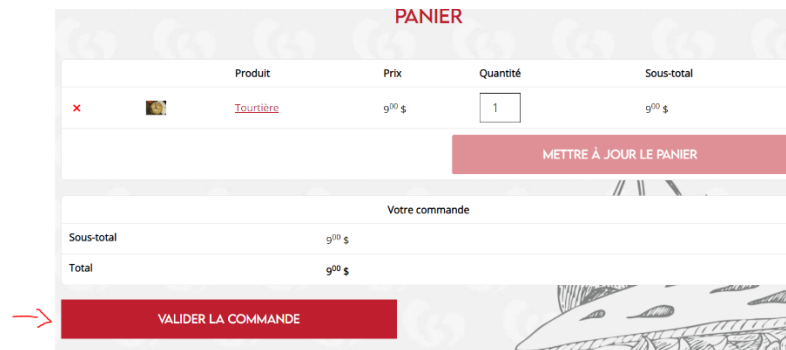 PANIER
Produit Prix Quantité Sous-total
× Tourtière 9⁰⁰ $ 1 9⁰⁰ $
METTRE À JOUR LE PANIER
Votre commande
Sous-total 9⁰⁰ $
Total 9⁰⁰ $
VALIDER LA COMMANDE